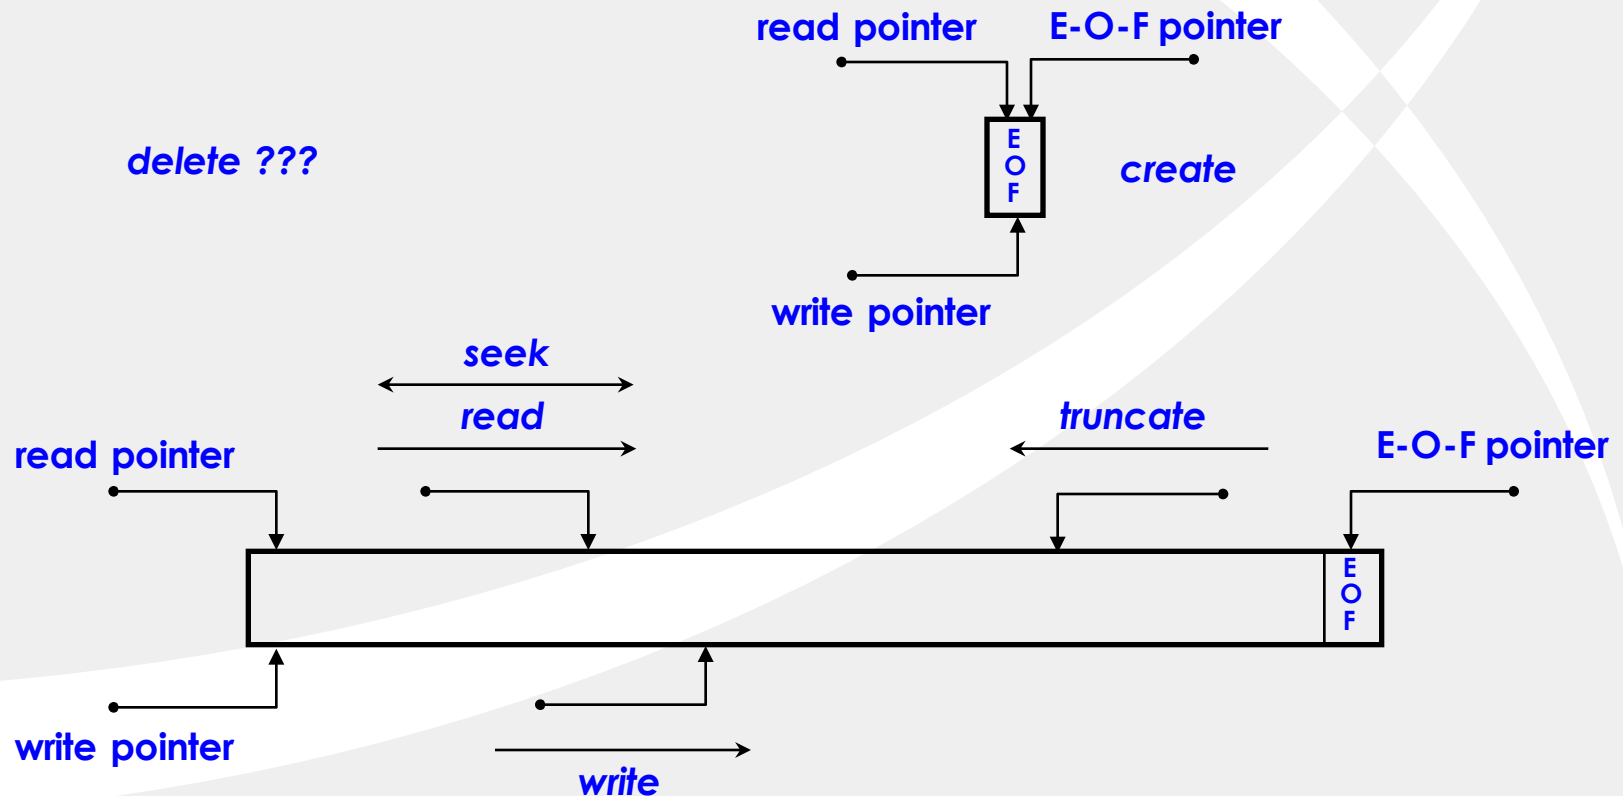 read pointer
E-O-F pointer
E
O
F
delete ???
create
write pointer
seek
read
truncate
read pointer
E-O-F pointer
E
O
F
write pointer
write